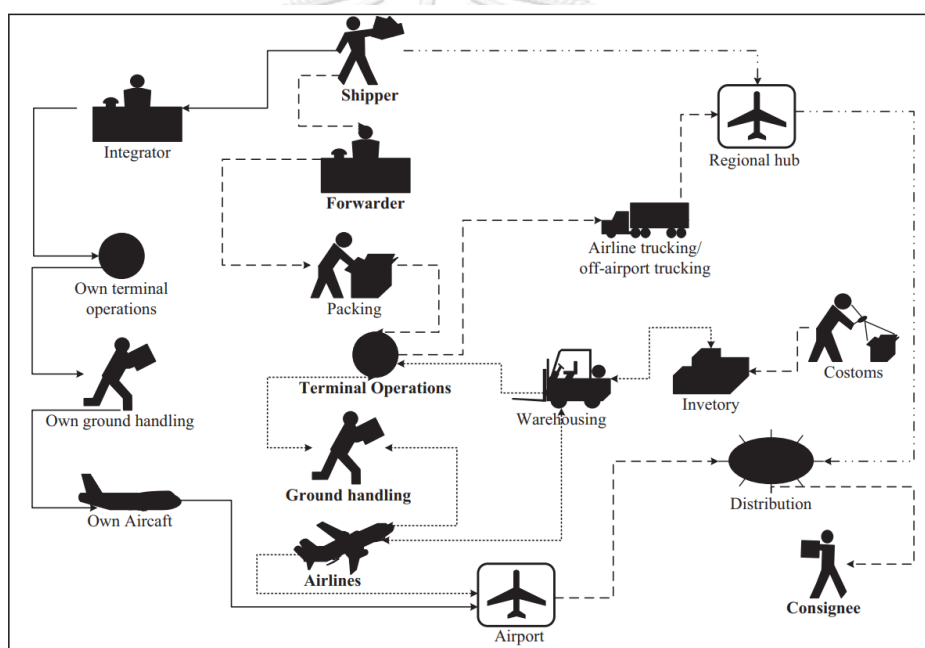 Shipper
Integrator
Regional hub
Forwarder
Airline trucking/
off-airport trucking
Own terminal
operations
Packing
Terminal Operations
Warehousing
Invetory
Costoms
Own ground handling
Ground handling
Distribution
Own Aircaft
Airlines
Consignee
Airport